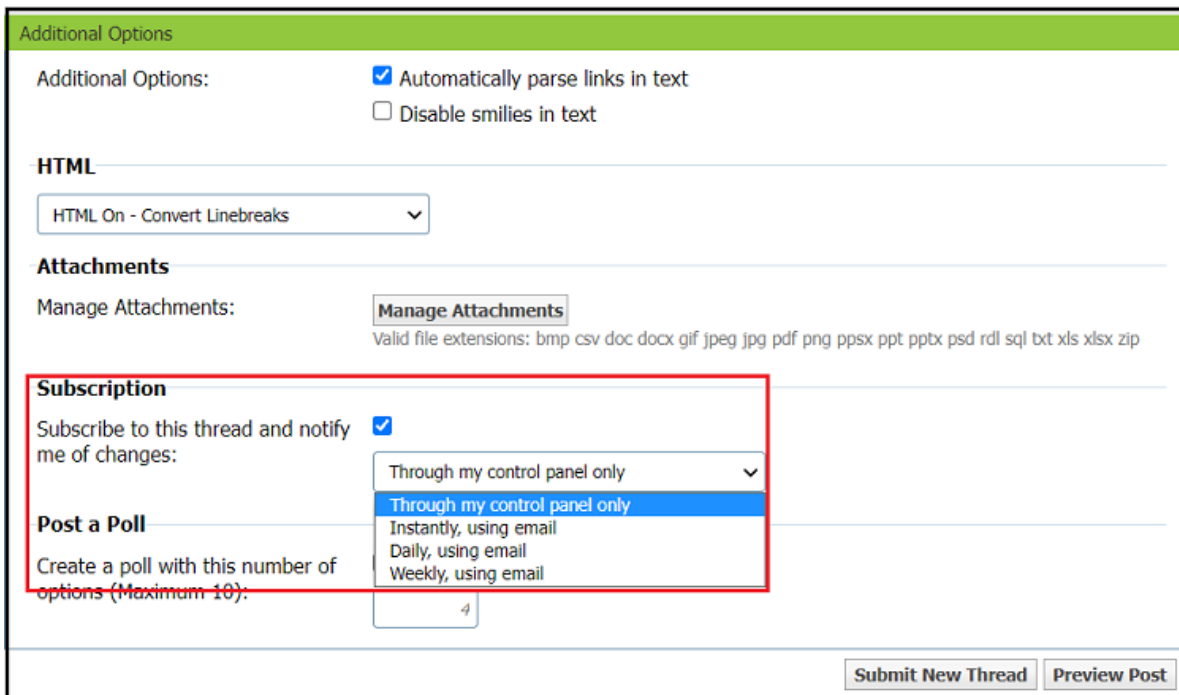 Additional Options
Additional Options:
Automatically parse links in text
Disable smilies in text
HTML
HTML On - Convert Linebreaks
Attachments
Manage Attachments:
Manage Attachments
Valid file extensions: bmp csv doc docx gif jpeg jpg pdf png ppsx ppt pptx psd rdl sql txt xls xlsx zip
Subscription
Subscribe to this thread and notify
me of changes:
Through my control panel only
Through my control panel only
Instantly, using email
Daily, using email
Weekly, using email
Post a Poll
Create a poll with this number of
options (Maximum 10):
4
Submit New Thread
Preview Post